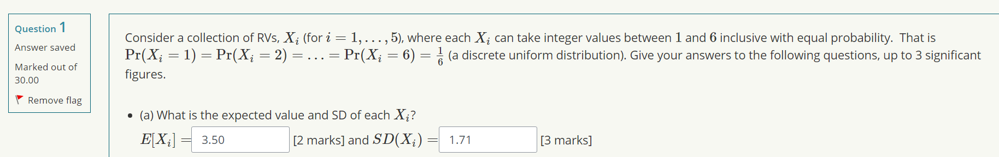 Question 1
Answer saved
Marked out of
30.00
Remove flag
Consider a collection of RVs, X_i (for i = 1, . . . , 5), where each X_i can take integer values between 1 and 6 inclusive with equal probability. That is
Pr(X_i = 1) = Pr(X_i = 2) = . . . = Pr(X_i = 6) = 1/6 (a discrete uniform distribution). Give your answers to the following questions, up to 3 significant
figures.
• (a) What is the expected value and SD of each X_i?
E[X_i] = 3.50 [2 marks] and SD(X_i) = 1.71 [3 marks]